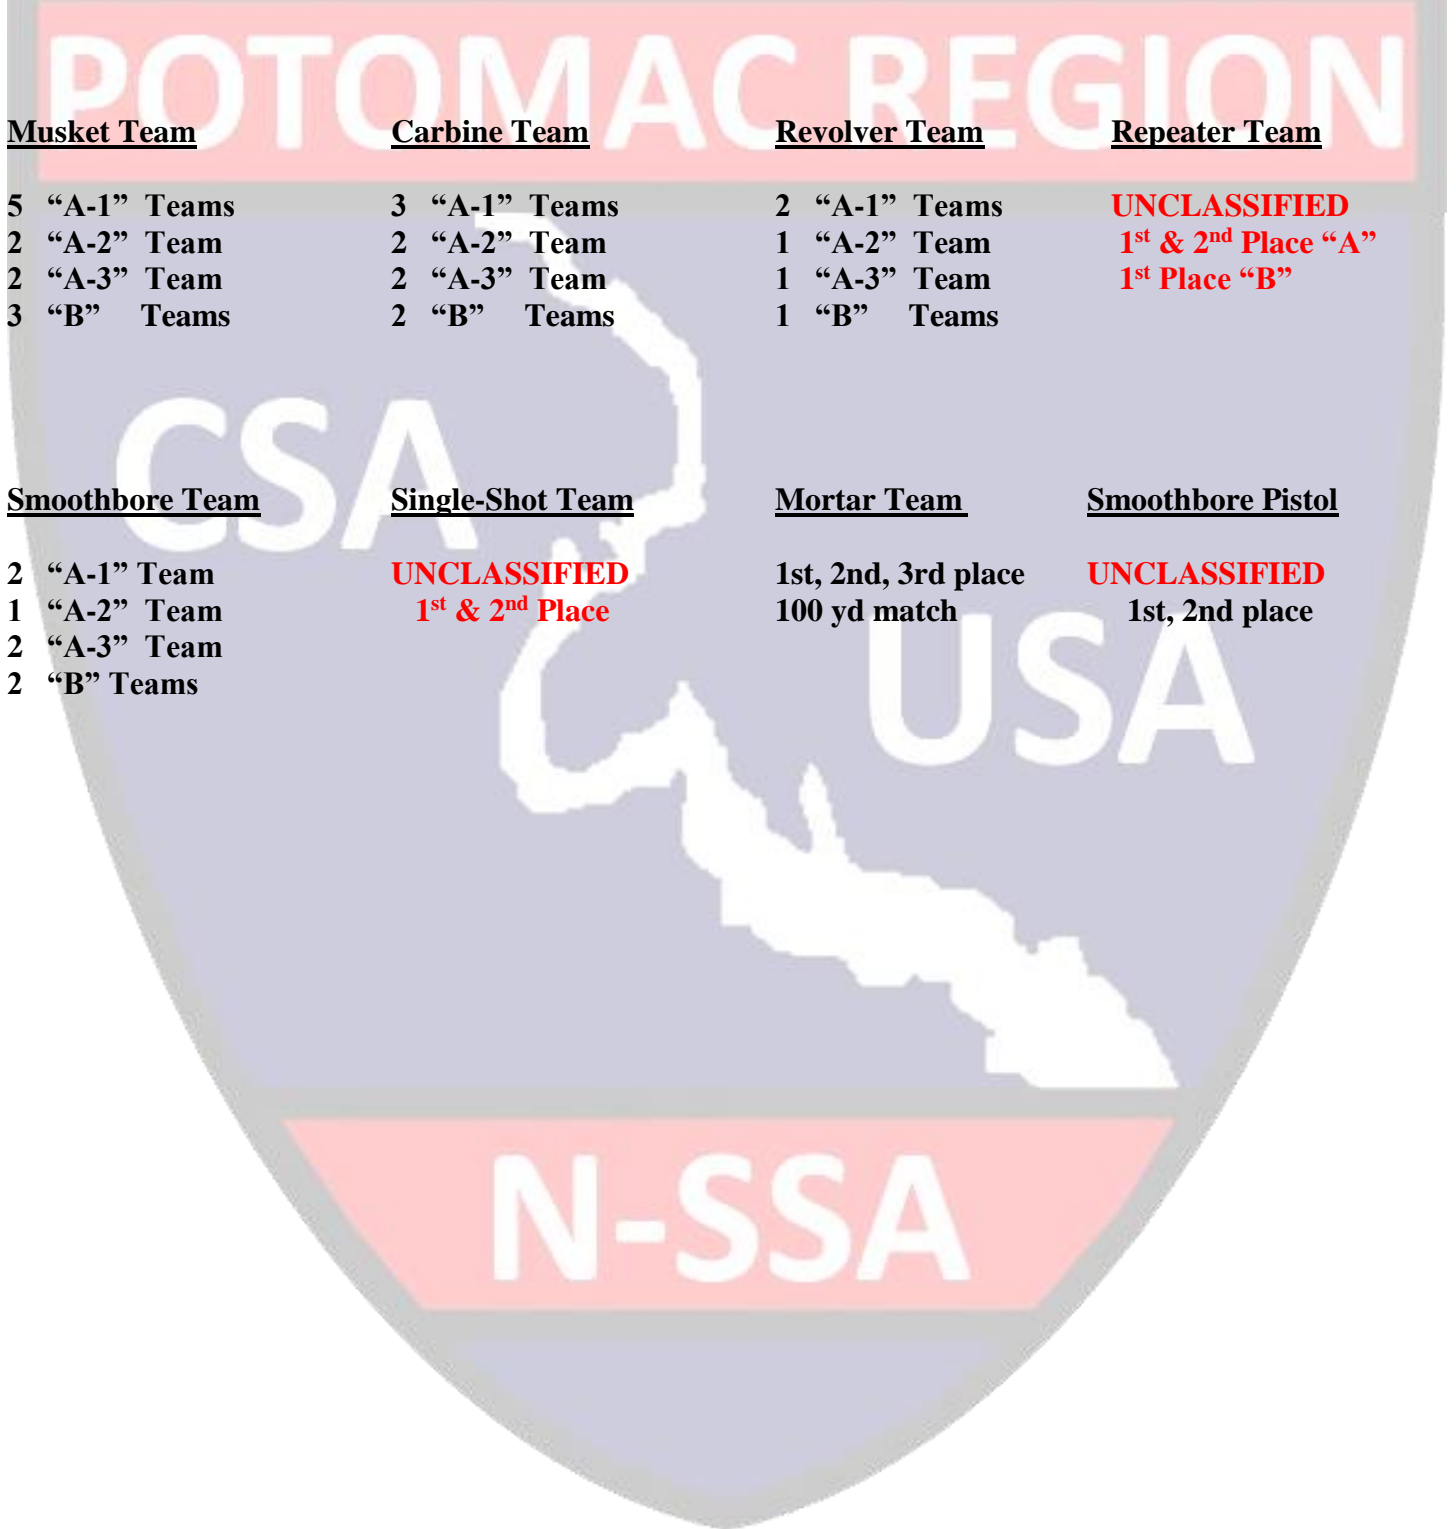 POTOMAC REGION
Musket Team Carbine Team Revolver Team Repeater Team
5 “A-1” Teams 3 “A-1” Teams 2 “A-1” Teams UNCLASSIFIED
2 “A-2” Team 2 “A-2” Team 1 “A-2” Team 1st & 2nd Place “A”
2 “A-3” Team 2 “A-3” Team 1 “A-3” Team 1st Place “B”
3 “B” Teams 2 “B” Teams 1 “B” Teams
CSA
Smoothbore Team Single-Shot Team Mortar Team Smoothbore Pistol
2 “A-1” Team UNCLASSIFIED 1st, 2nd, 3rd place UNCLASSIFIED
1 “A-2” Team 1st & 2nd Place 100 yd match 1st, 2nd place
2 “A-3” Team
2 “B” Teams
USA
N-SSA